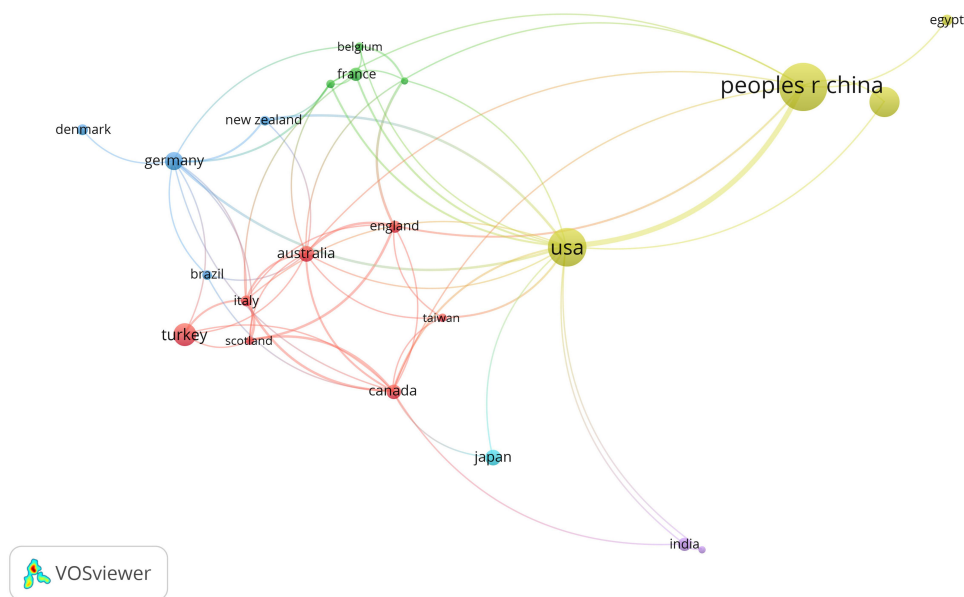 egypt
belgium
france
peoples r china
new zealand
denmark
germany
england
usa
australia
brazil
italy
taiwan
turkey
scotland
canada
japan
india
VOSviewer